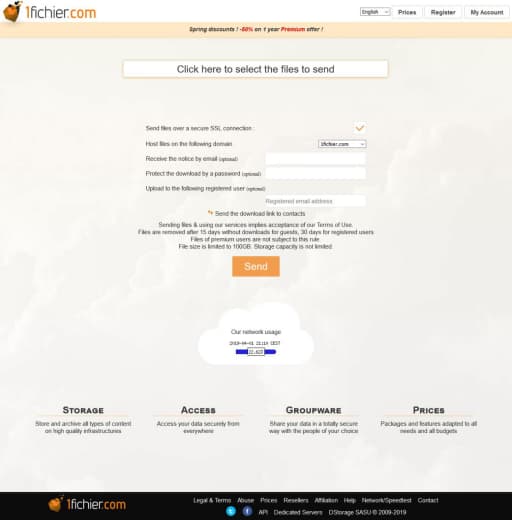 1fichier.com
English
Prices
Register
My Account
Spring discounts ! -50% on 1 year Premium offer !
Click here to select the files to send
Send files over a secure SSL connection :
Host files on the following domain
1fichier.com
Receive the notice by email (optional)
Protect the download by a password (optional)
Upload to the following registered user (optional)
Registered email address
Send the download link to contacts
Sending files & using our services implies acceptance of our Terms of Use.
Files are removed after 15 days without downloads for guests, 30 days for registered users
Files of premium users are not subject to this rule
File size is limited to 100GB. Storage capacity is not limited.
Send
Our network usage
CEST
STORAGE
Store and archive all types of content
on high quality infrastructures
ACCESS
Access your data securely from
everywhere
GROUPWARE
Share your data in a totally secure
way with the people of your choice
PRICES
Packages and features adapted to all
needs and all budgets
1fichier.com
Legal & Terms Abuse Prices Resellers Affiliation Help Network/Speedtest Contact
API Dedicated Servers DStorage SASU © 2009-2019